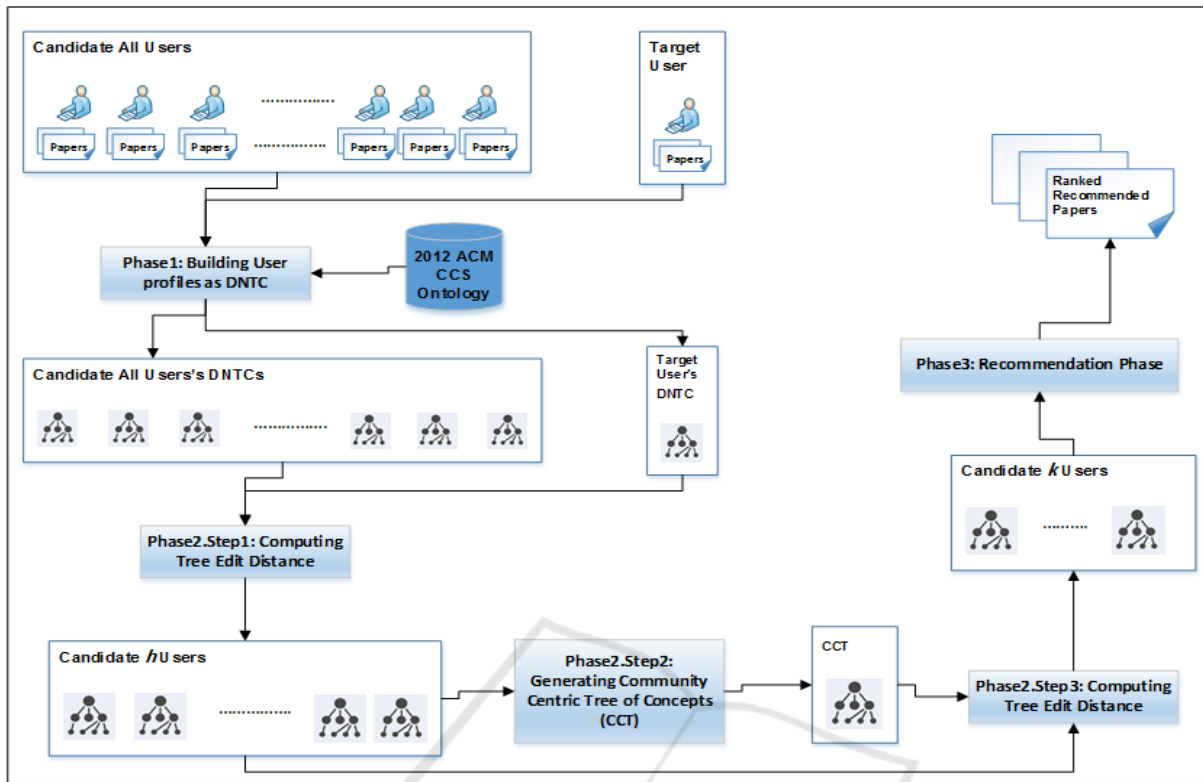 Candidate All Users
Papers Papers Papers ............... Papers Papers Papers
Target
User
Papers
Phase1: Building User
profiles as DNTC
2012 ACM
CCS
Ontology
Candidate All Users's DNTCs
Target
User's
DNTC
Phase2.Step1: Computing
Tree Edit Distance
Candidate h Users
Phase2.Step2:
Generating Community
Centric Tree of Concepts
(CCT)
CCT
Phase2.Step3: Computing
Tree Edit Distance
Candidate k Users
Phase3: Recommendation Phase
Ranked
Recommended
Papers